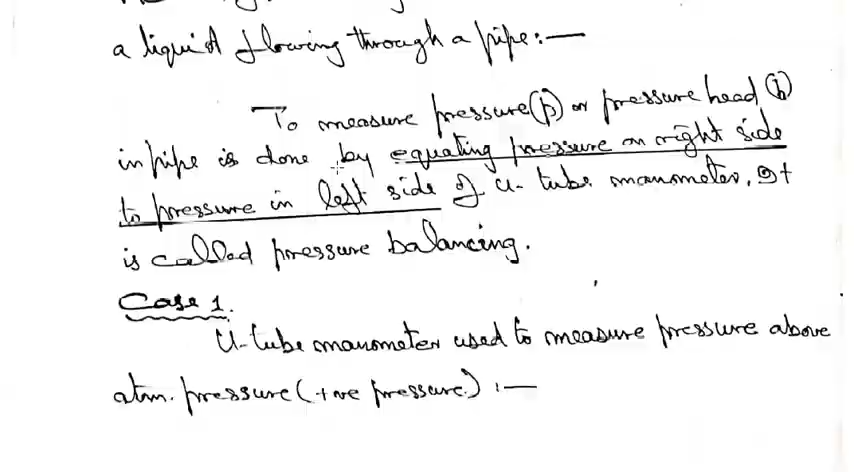 a liquid flowing through a pipe:—
To measure pressure(p) or pressure head (h)
in pipe is done by equating pressure on right side
to pressure in left side of U-tube manometer. It
is called pressure balancing.
Case 1.
U-tube manometer used to measure pressure above
atm. pressure (+ve pressure) :—